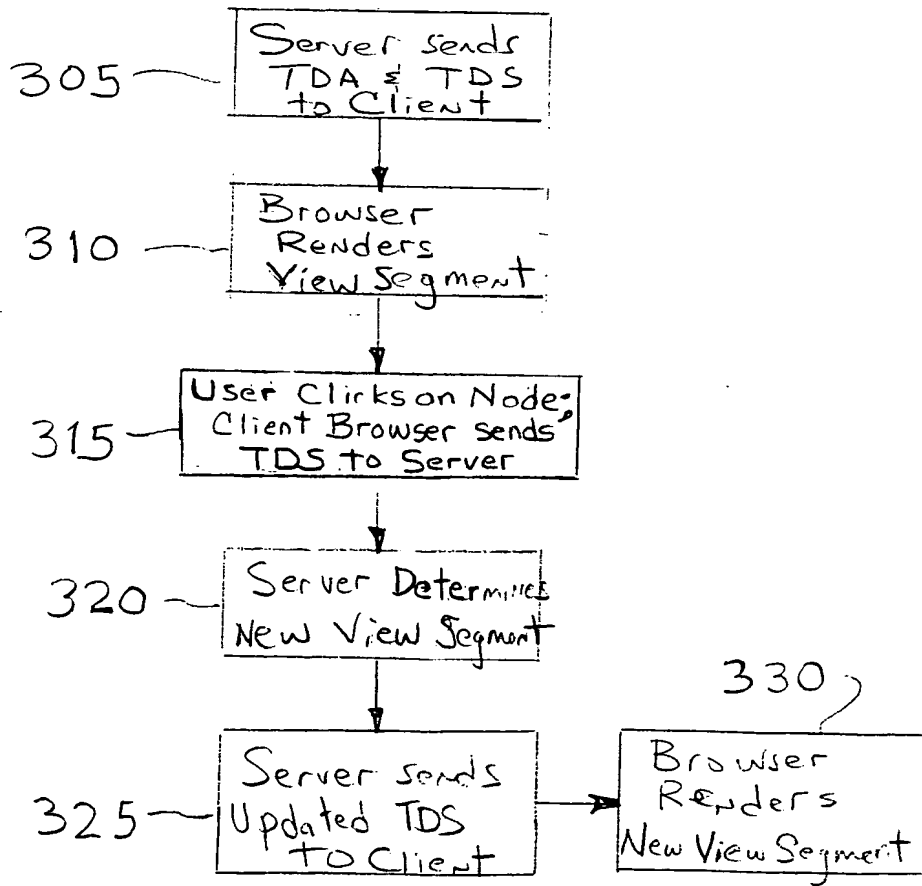 305
Server sends
TDA & TDS
to Client
310
Browser
Renders
View Segment
315
User Clicks on Node;
Client Browser sends
TDS to Server
320
Server Determines
New View Segment
325
Server sends
Updated TDS
TO Client
330
Browser
Renders
New View Segment